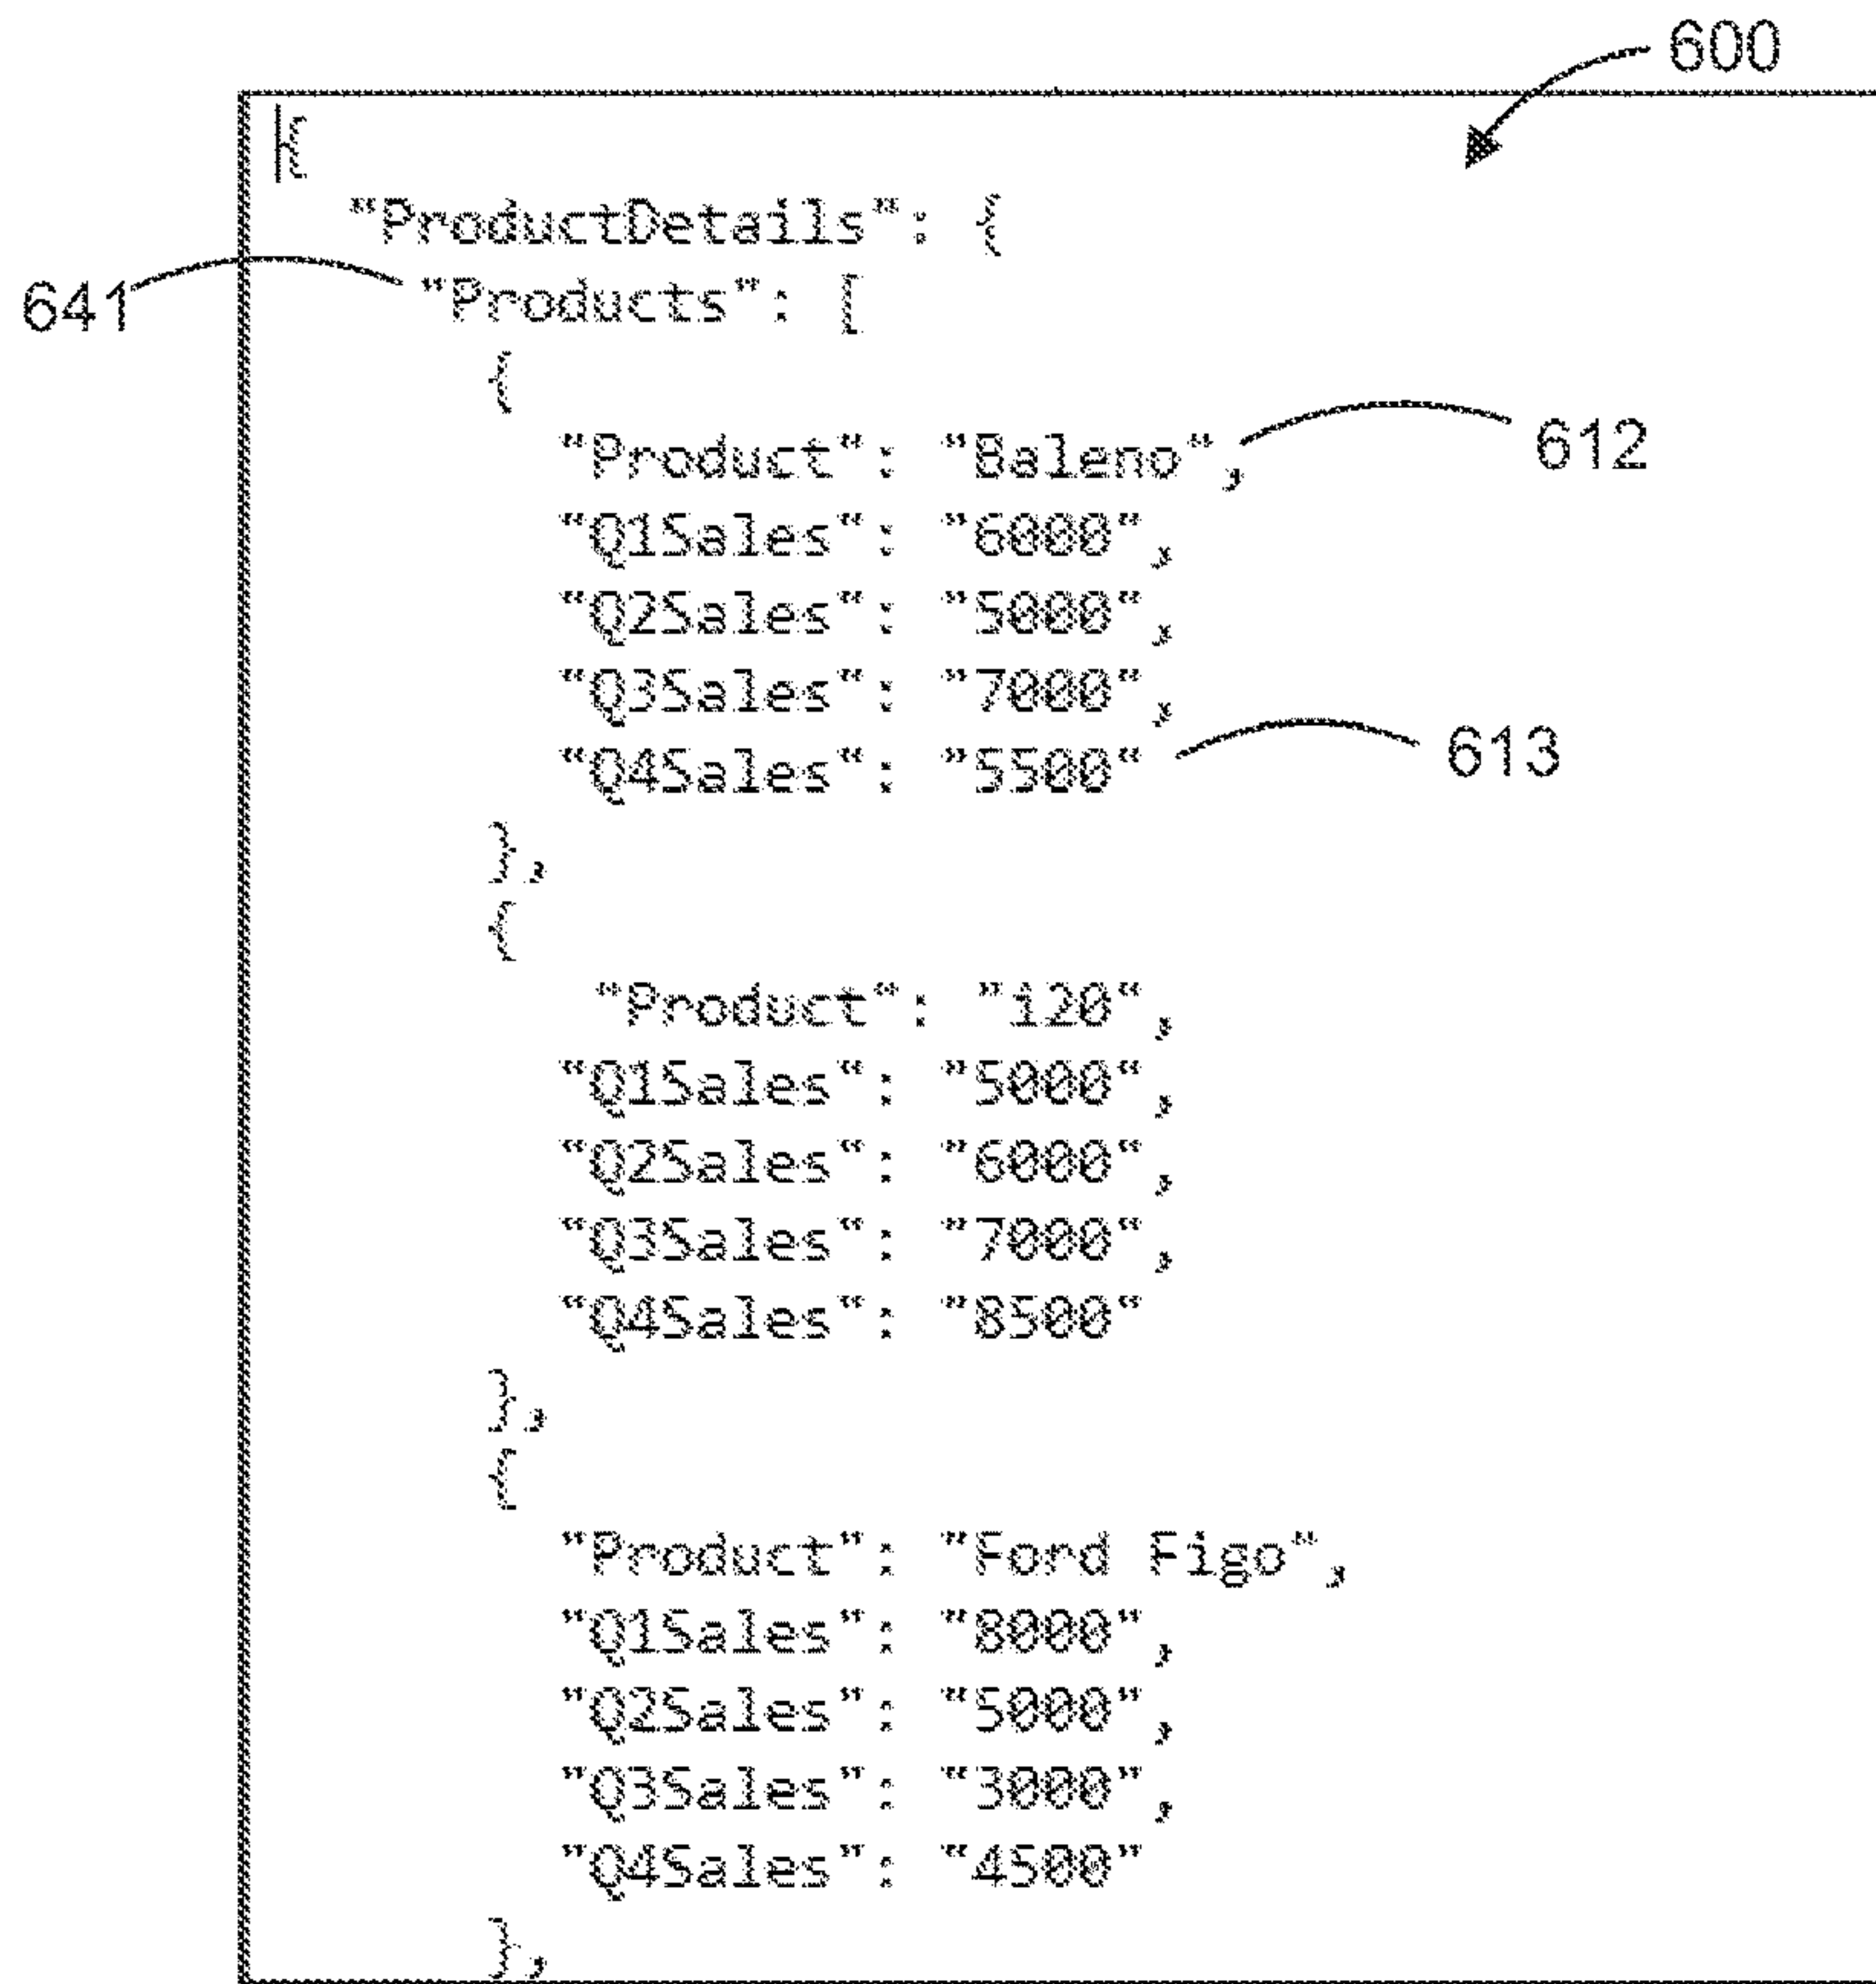 600
{
"ProductDetails": {
641
"Products": [
{
"Product": "Baleno",
612
"Q1Sales": "6000",
"Q2Sales": "5000",
"Q3Sales": "7000",
"Q4Sales": "5500"
613
},
{
"Product": "i20",
"Q1Sales": "5000",
"Q2Sales": "6000",
"Q3Sales": "7000",
"Q4Sales": "8500"
},
{
"Product": "Ford Figo",
"Q1Sales": "8000",
"Q2Sales": "5000",
"Q3Sales": "3000",
"Q4Sales": "4500"
},